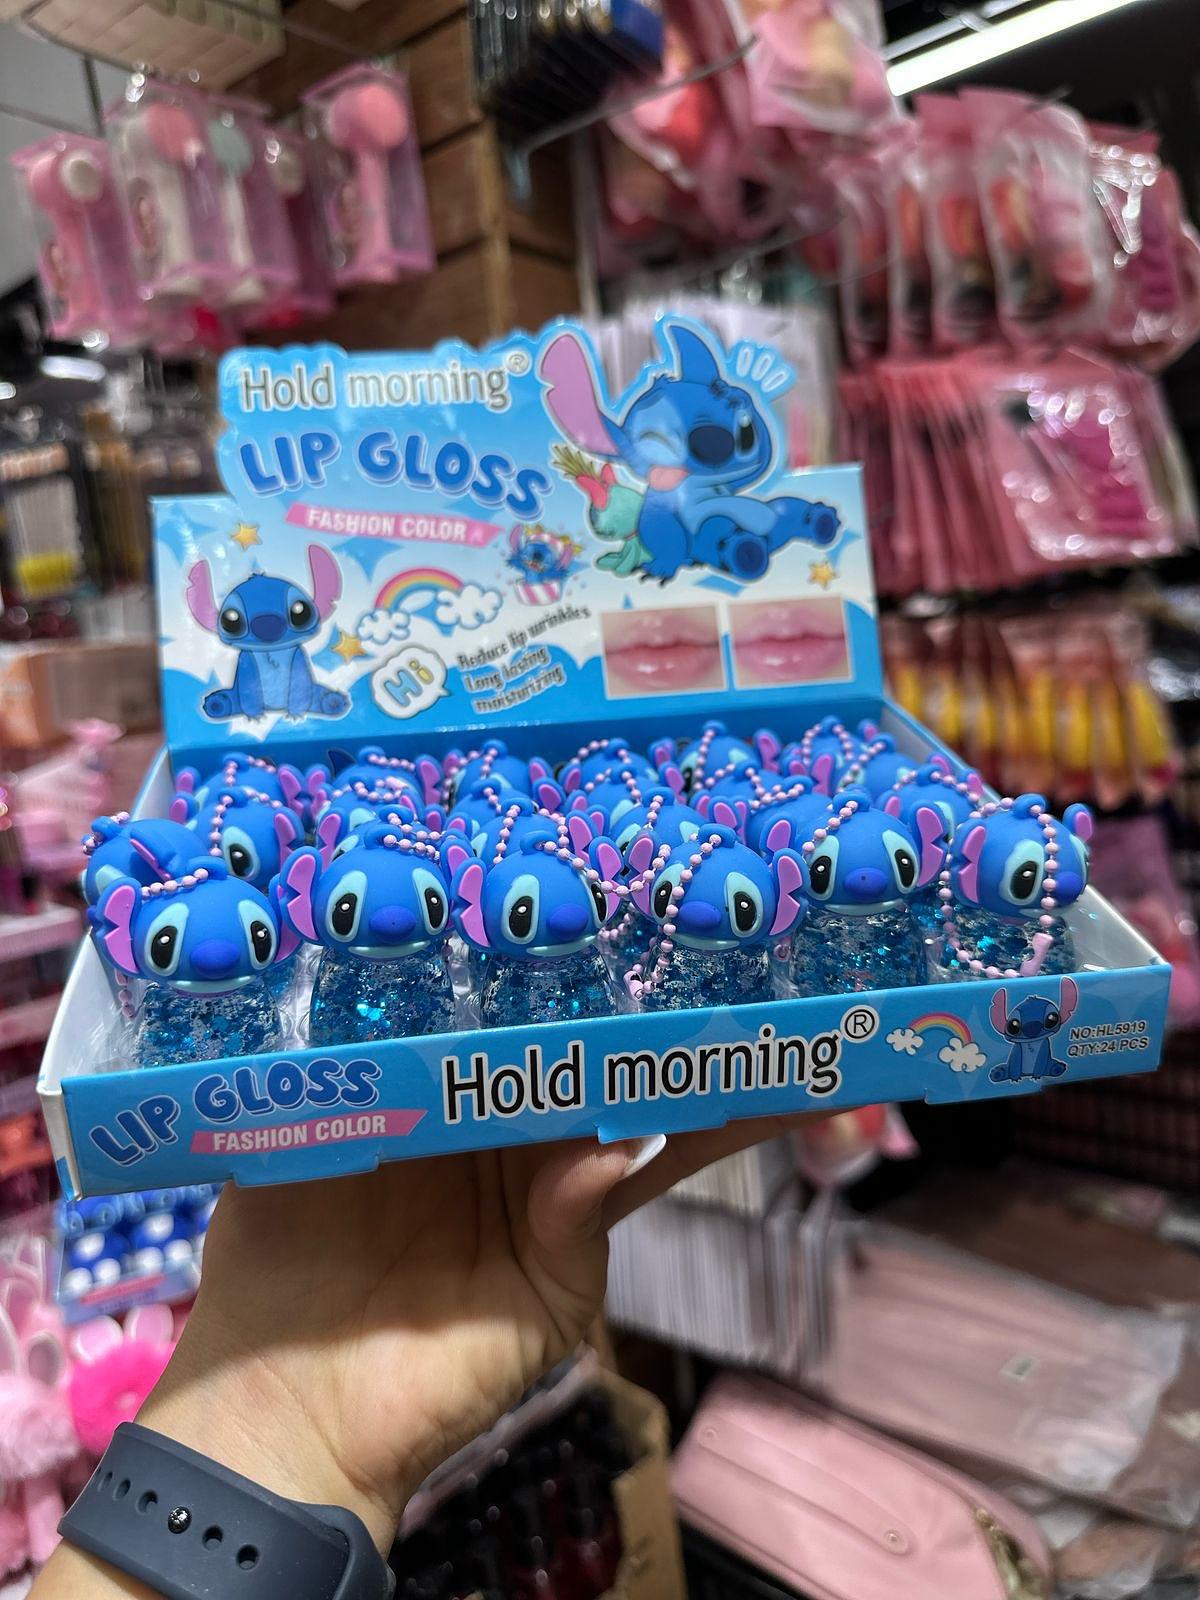 Hold morning®
LIP GLOSS
FASHION COLOR
Hi
Reduce lip wrinkles
Long lasting
moisturizing
LIP GLOSS
FASHION COLOR
Hold morning®
NO:HL5919
QTY:24 PCS